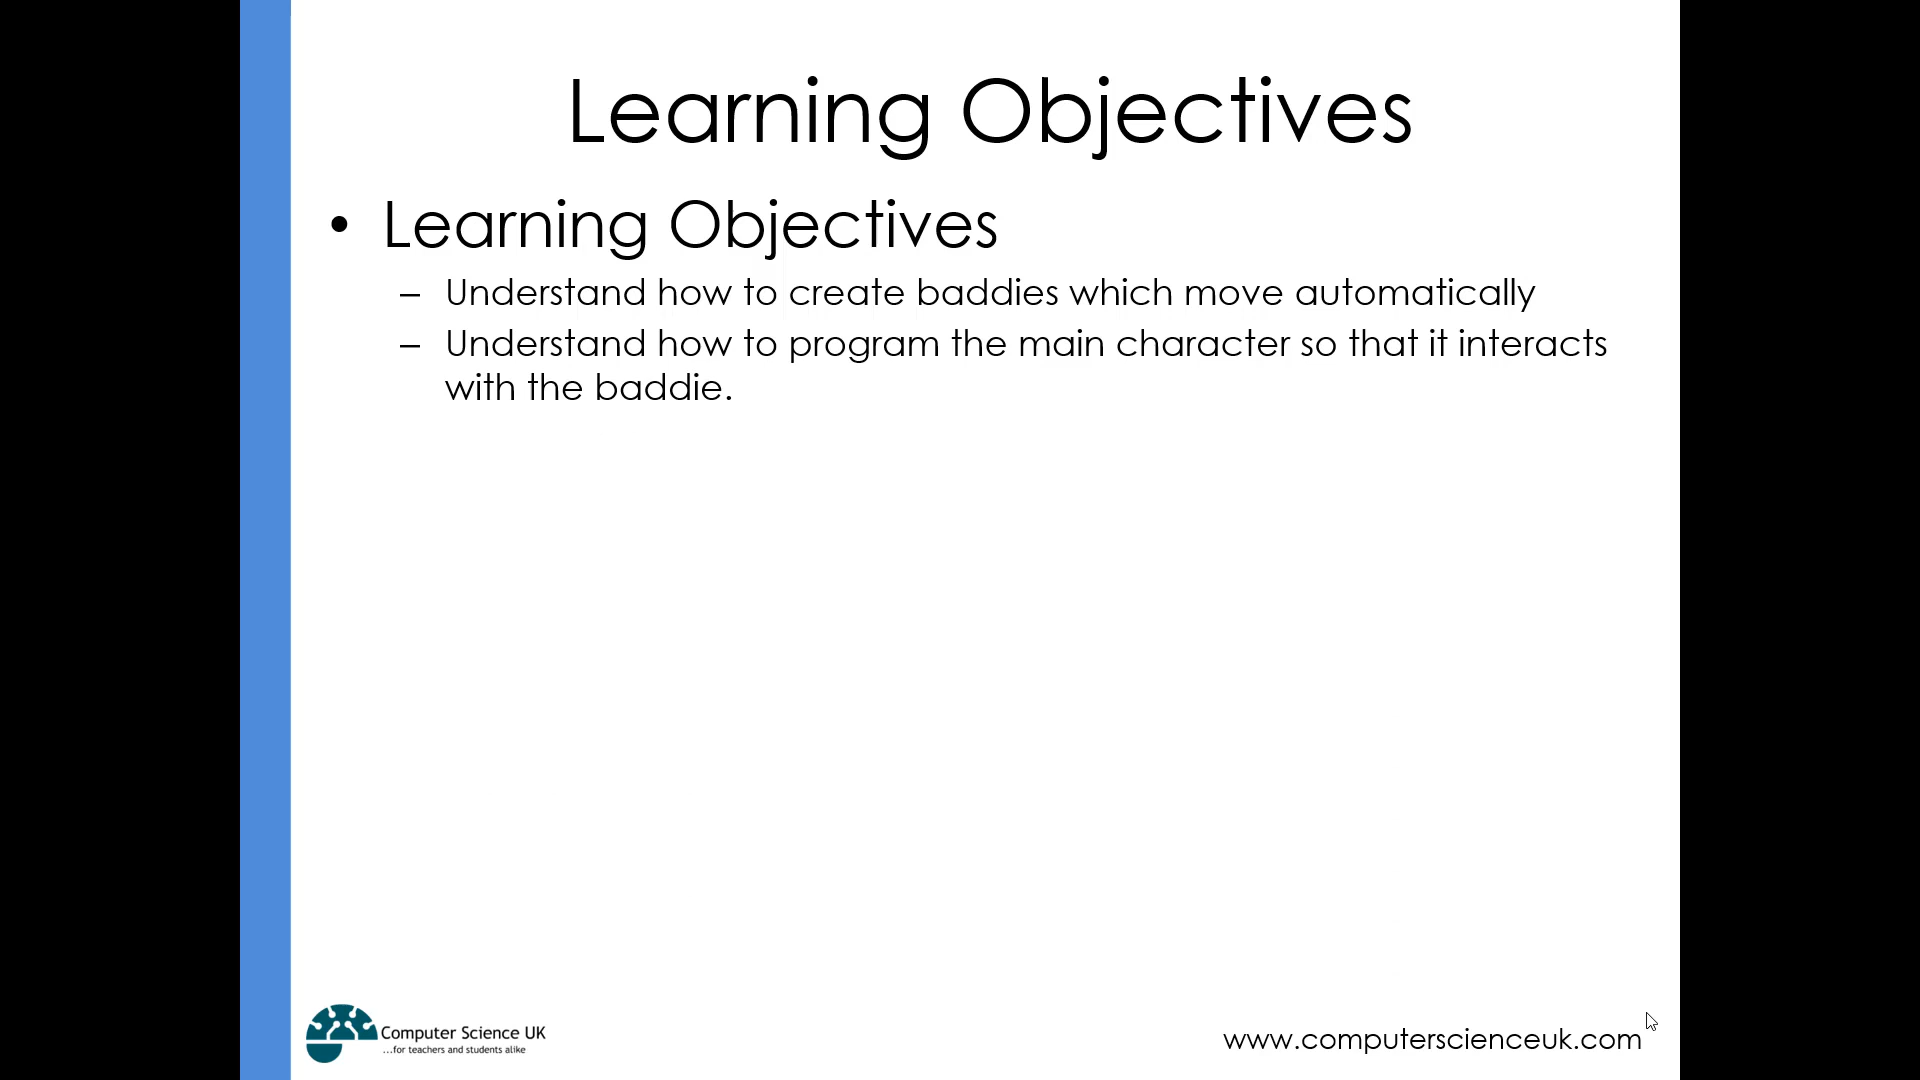 Learning Objectives
• Learning Objectives
– Understand how to create baddies which move automatically
– Understand how to program the main character so that it interacts
with the baddie.
Computer Science UK
...for teachers and students alike
www.computerscienceuk.com